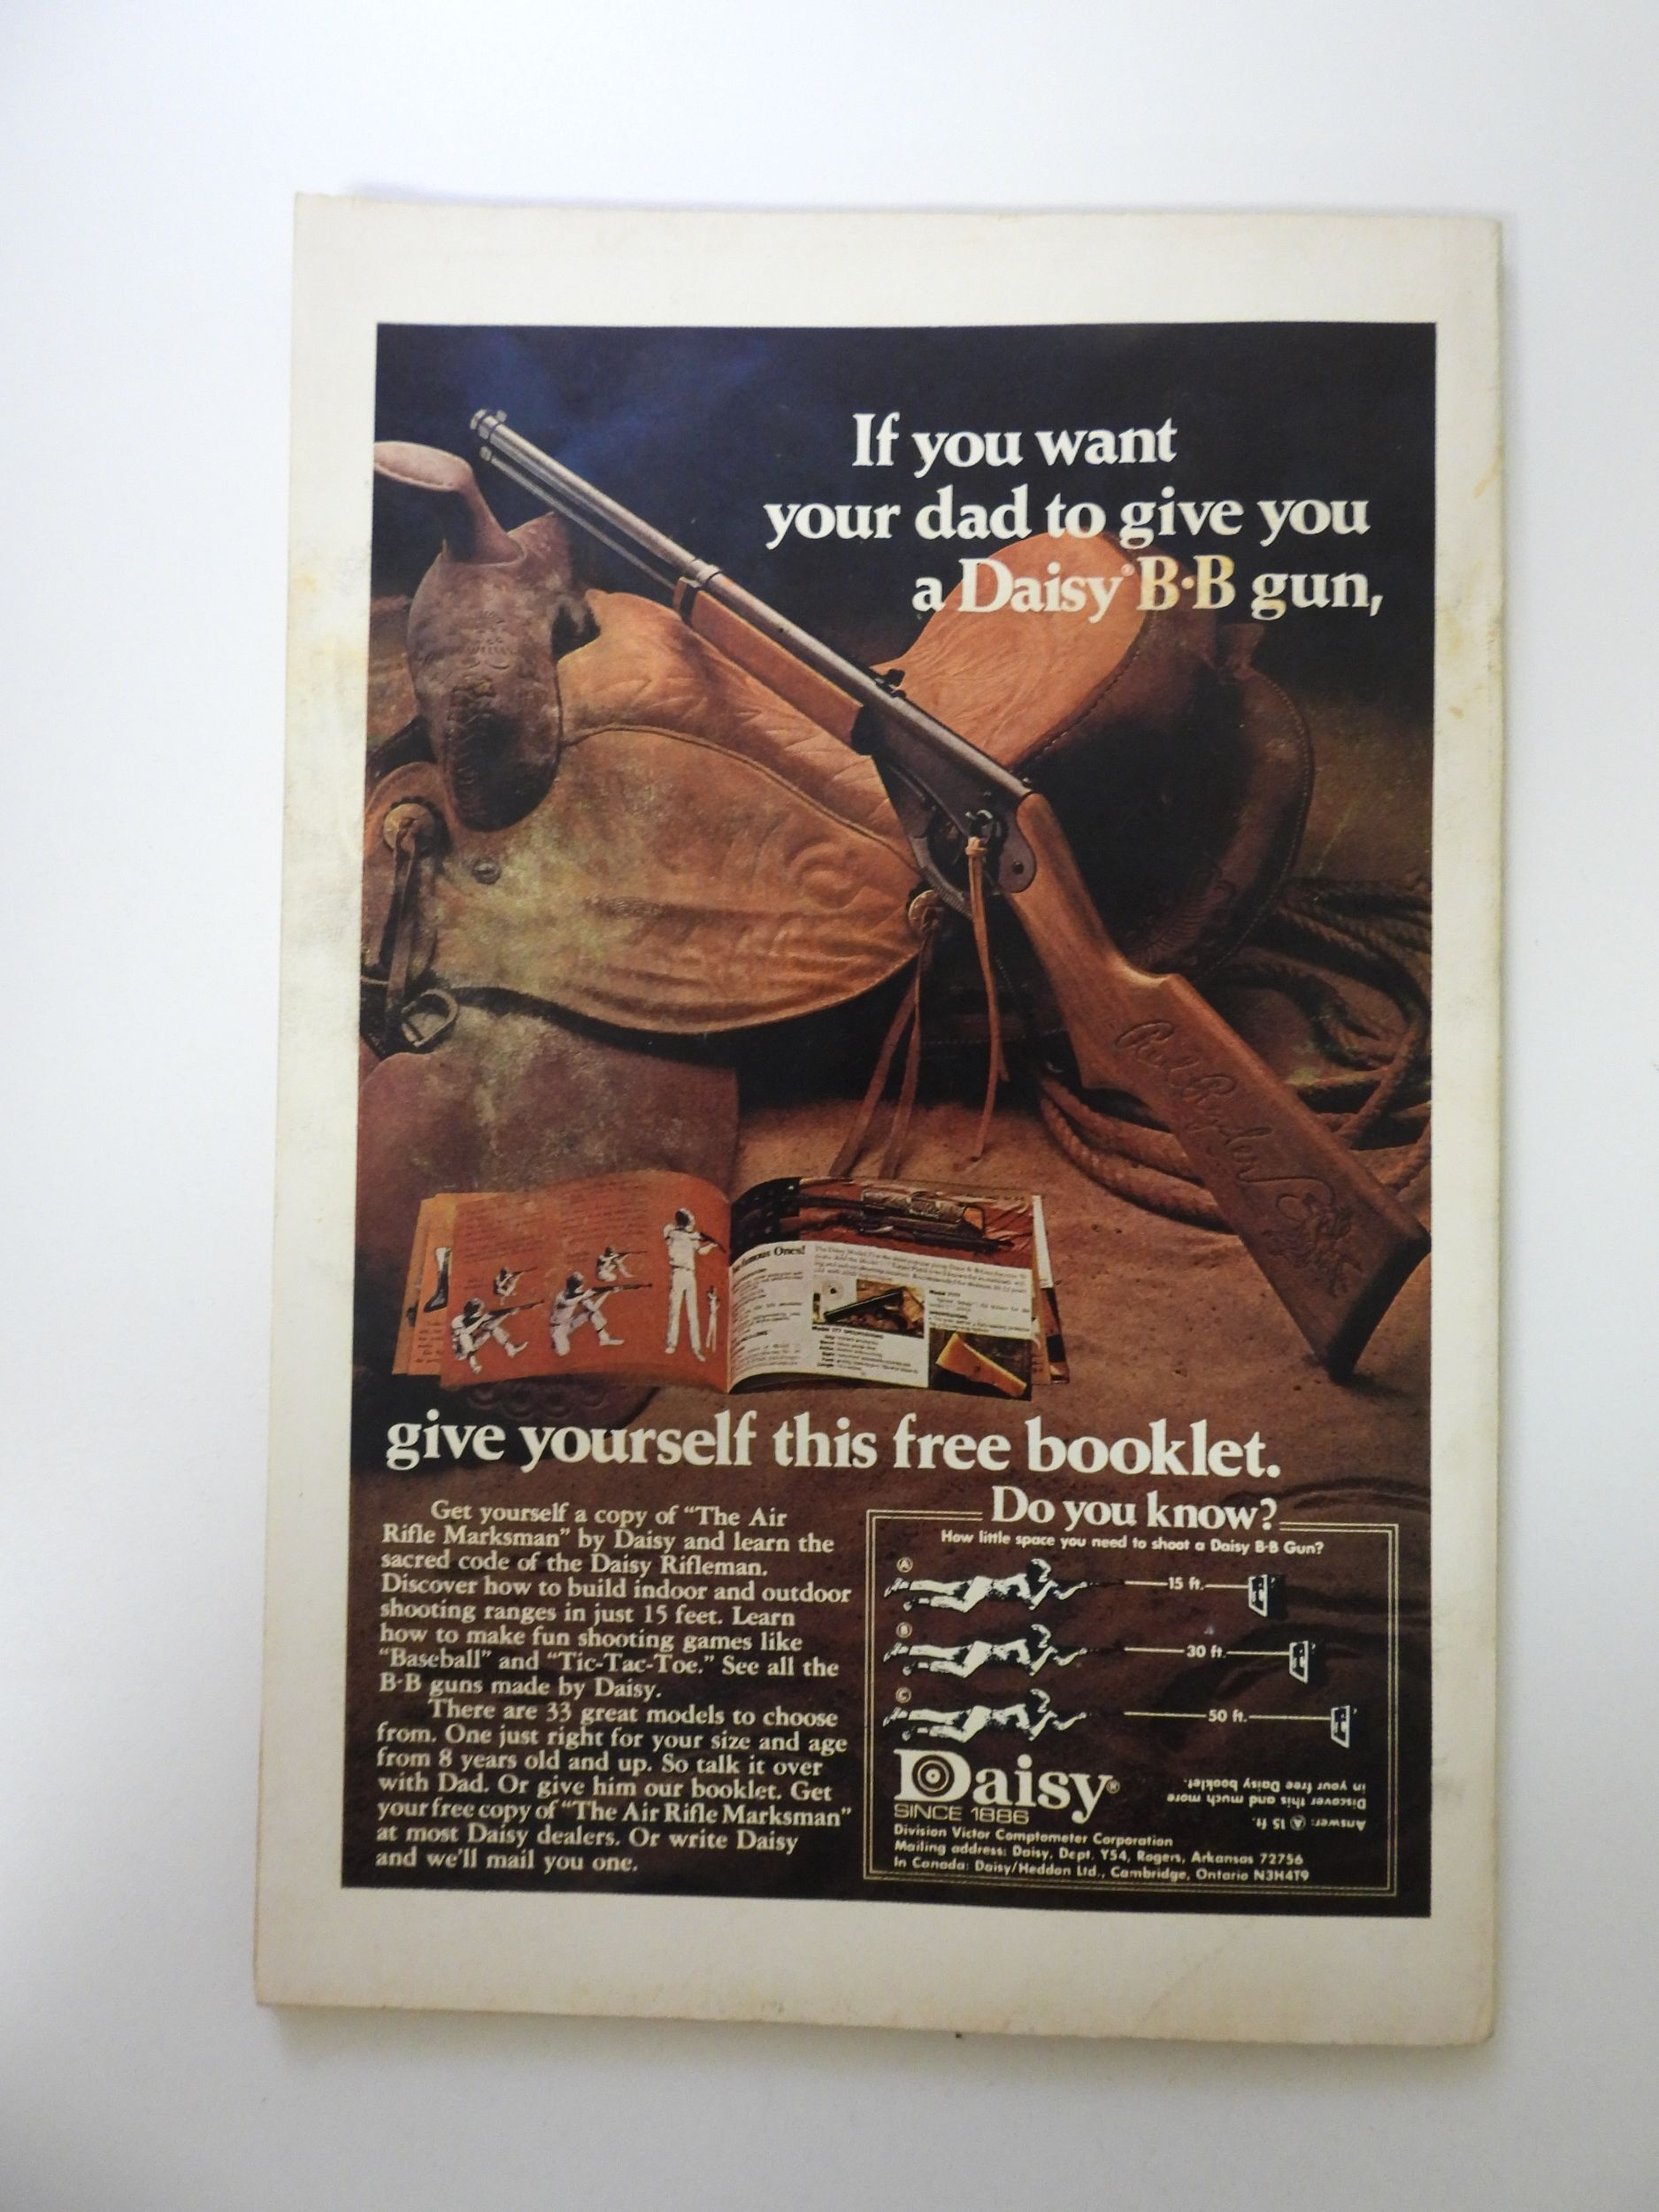 If you want
your dad to give you
a Daisy® B·B gun,
Red Ryder
Famous Ones!
give yourself this free booklet.
Get yourself a copy of “The Air
Rifle Marksman” by Daisy and learn the
sacred code of the Daisy Rifleman.
Discover how to build indoor and outdoor
shooting ranges in just 15 feet. Learn
how to make fun shooting games like
“Baseball” and “Tic-Tac-Toe.” See all the
B·B guns made by Daisy.
There are 33 great models to choose
from. One just right for your size and age
from 8 years old and up. So talk it over
with Dad. Or give him our booklet. Get
your free copy of “The Air Rifle Marksman”
at most Daisy dealers. Or write Daisy
and we'll mail you one.
Do you know?
How little space you need to shoot a Daisy B·B Gun?
A 15 ft.
B 30 ft.
C 50 ft.
Daisy®
SINCE 1886
Answer: A 15 ft.
Discover this and much more
in your free Daisy booklet.
Division Victor Comptometer Corporation
Mailing address: Daisy, Dept. Y54, Rogers, Arkansas 72756
In Canada: Daisy/Heddon Ltd., Cambridge, Ontario N3H4T9